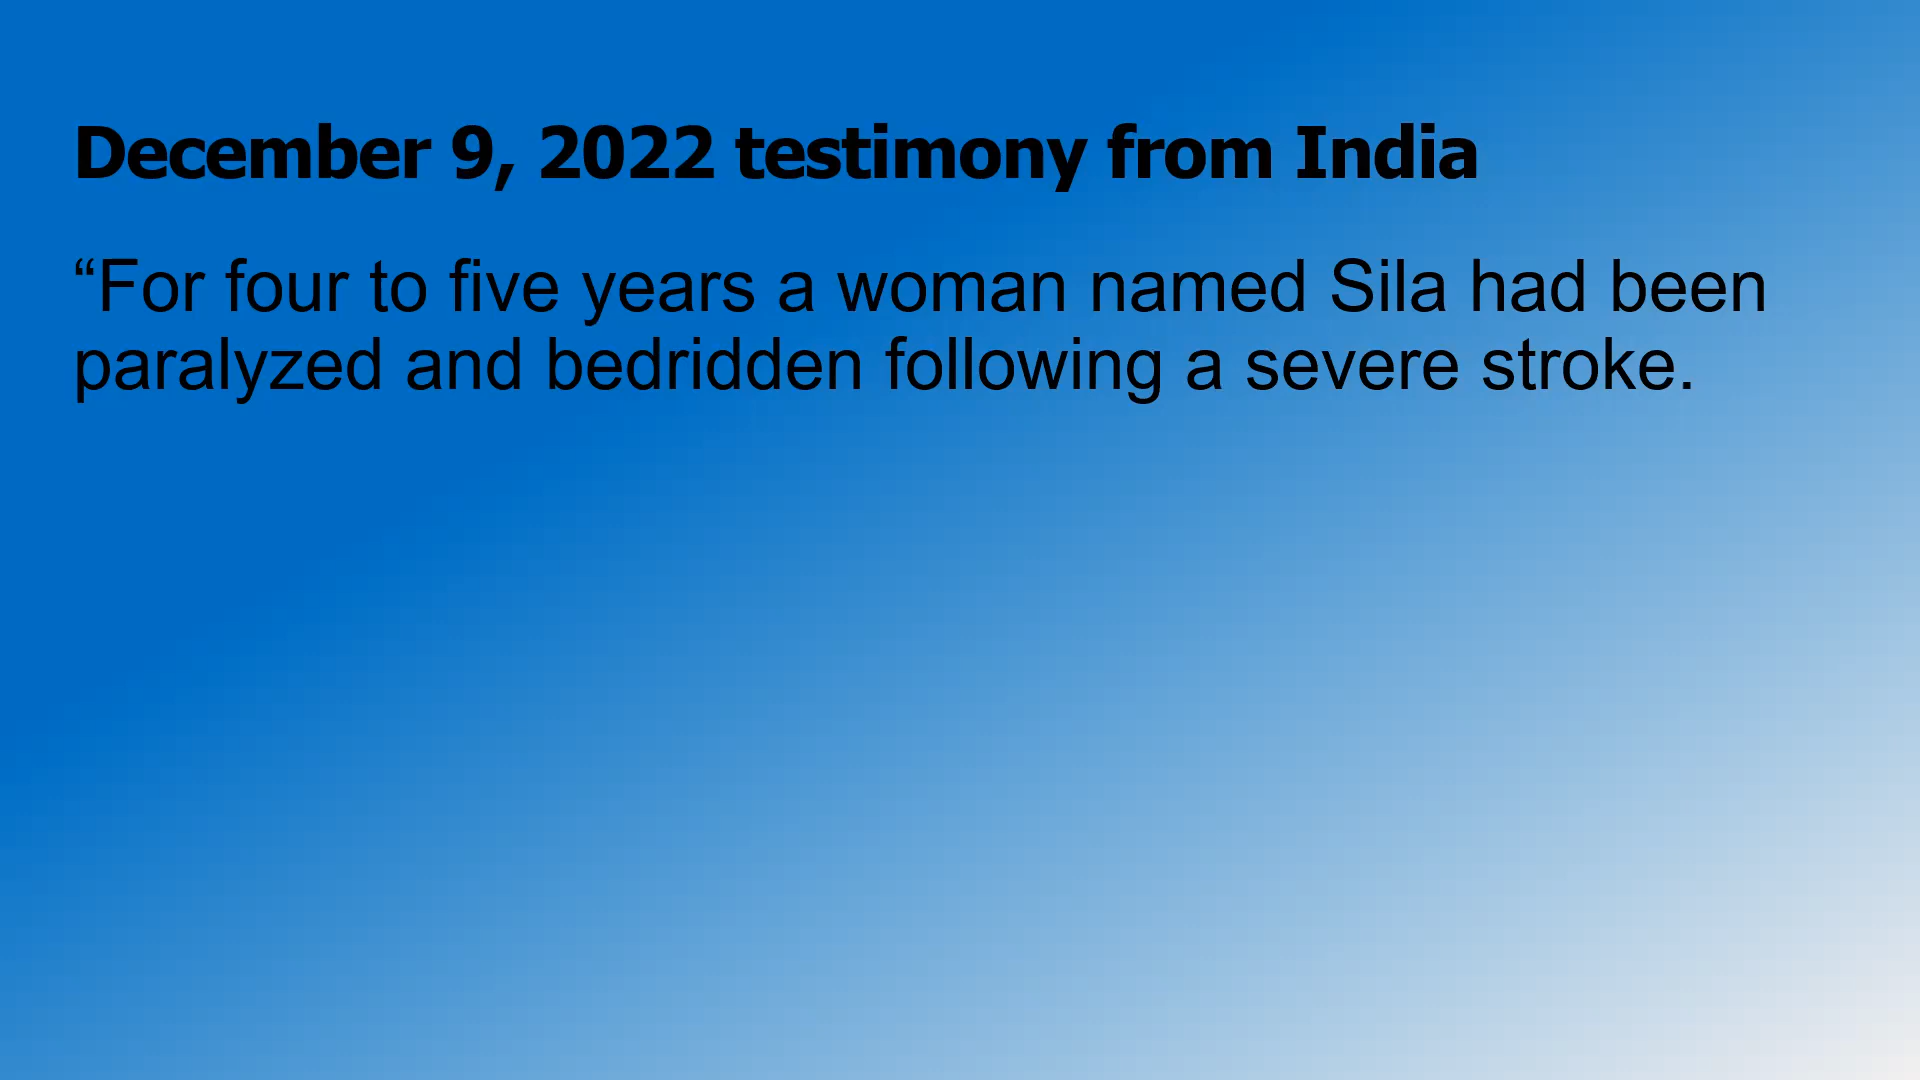 December 9, 2022 testimony from India
“For four to five years a woman named Sila had been
paralyzed and bedridden following a severe stroke.